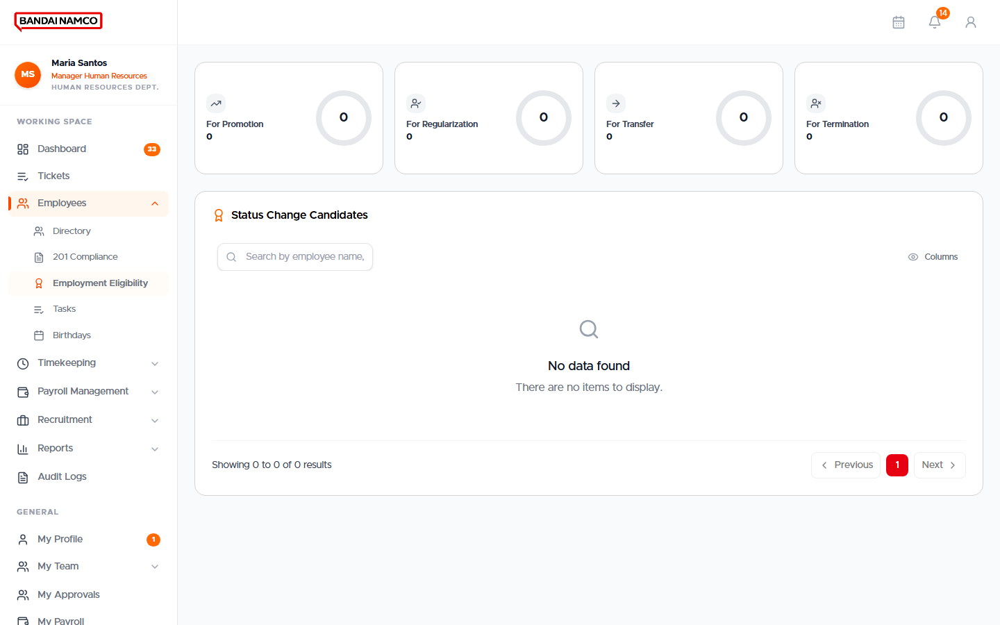 BANDAI NAMCO
14
MS
Maria Santos
Manager Human Resources
HUMAN RESOURCES DEPT.
WORKING SPACE
Dashboard
33
Tickets
Employees
Directory
201 Compliance
Employment Eligibility
Tasks
Birthdays
Timekeeping
Payroll Management
Recruitment
Reports
Audit Logs
GENERAL
My Profile
1
My Team
My Approvals
My Payroll
For Promotion
0
0
For Regularization
0
0
For Transfer
0
0
For Termination
0
0
Status Change Candidates
Search by employee name,
Columns
No data found
There are no items to display.
Showing 0 to 0 of 0 results
Previous
1
Next